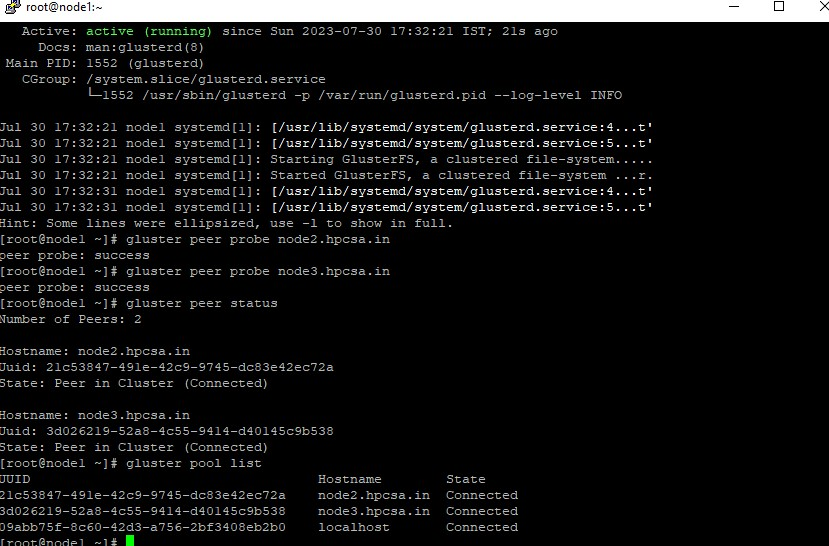 root@node1:~
Active: active (running) since Sun 2023-07-30 17:32:21 IST; 21s ago
Docs: man:glusterd(8)
Main PID: 1552 (glusterd)
CGroup: /system.slice/glusterd.service
└─1552 /usr/sbin/glusterd -p /var/run/glusterd.pid --log-level INFO
Jul 30 17:32:21 node1 systemd[1]: [/usr/lib/systemd/system/glusterd.service:4...t'
Jul 30 17:32:21 node1 systemd[1]: [/usr/lib/systemd/system/glusterd.service:5...t'
Jul 30 17:32:21 node1 systemd[1]: Starting GlusterFS, a clustered file-system.....
Jul 30 17:32:21 node1 systemd[1]: Started GlusterFS, a clustered file-system ...r.
Jul 30 17:32:31 node1 systemd[1]: [/usr/lib/systemd/system/glusterd.service:4...t'
Jul 30 17:32:31 node1 systemd[1]: [/usr/lib/systemd/system/glusterd.service:5...t'
Hint: Some lines were ellipsized, use -l to show in full.
[root@node1 ~]# gluster peer probe node2.hpcsa.in
peer probe: success
[root@node1 ~]# gluster peer probe node3.hpcsa.in
peer probe: success
[root@node1 ~]# gluster peer status
Number of Peers: 2
Hostname: node2.hpcsa.in
Uuid: 21c53847-491e-42c9-9745-dc83e42ec72a
State: Peer in Cluster (Connected)
Hostname: node3.hpcsa.in
Uuid: 3d026219-52a8-4c55-9414-d40145c9b538
State: Peer in Cluster (Connected)
[root@node1 ~]# gluster pool list
UUID Hostname State
21c53847-491e-42c9-9745-dc83e42ec72a node2.hpcsa.in Connected
3d026219-52a8-4c55-9414-d40145c9b538 node3.hpcsa.in Connected
09abb75f-8c60-42d3-a756-2bf3408eb2b0 localhost Connected
[root@node1 ~]#